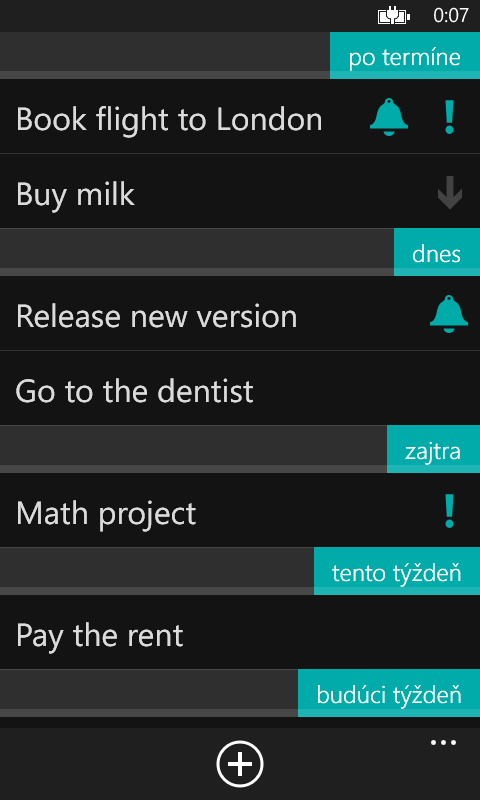 0:07
po termíne
Book flight to London
Buy milk
dnes
Release new version
Go to the dentist
zajtra
Math project
tento týždeň
Pay the rent
budúci týždeň